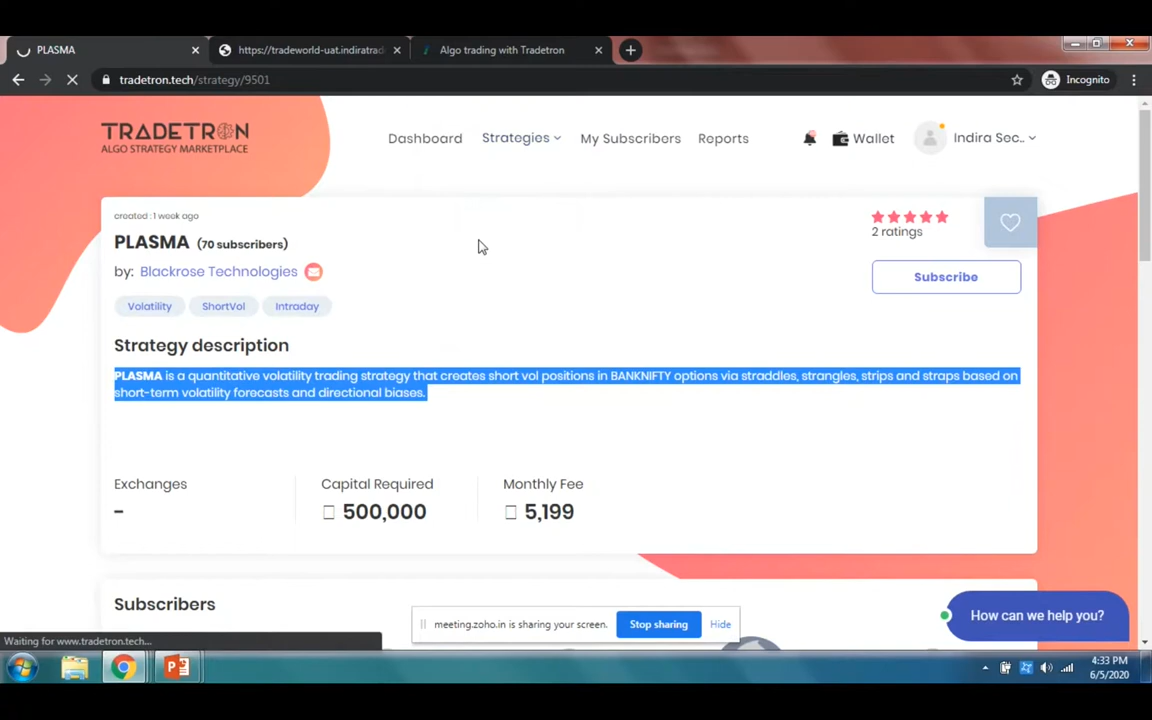 PLASMA
https://tradeworld-uat.indiratrad
Algo trading with Tradetron
tradetron.tech/strategy/9501
Incognito
TRADETRON
ALGO STRATEGY MARKETPLACE
Dashboard
Strategies
My Subscribers
Reports
Wallet
Indira Sec..
created : 1 week ago
PLASMA (70 subscribers)
2 ratings
by: Blackrose Technologies
Subscribe
Volatility
ShortVol
Intraday
Strategy description
PLASMA is a quantitative volatility trading strategy that creates short vol positions in BANKNIFTY options via straddles, strangles, strips and straps based on
short-term volatility forecasts and directional biases.
Exchanges
Capital Required
Monthly Fee
-
500,000
5,199
Subscribers
How can we help you?
meeting.zoho.in is sharing your screen.
Stop sharing
Hide
Waiting for www.tradetron.tech...
4:33 PM
6/5/2020